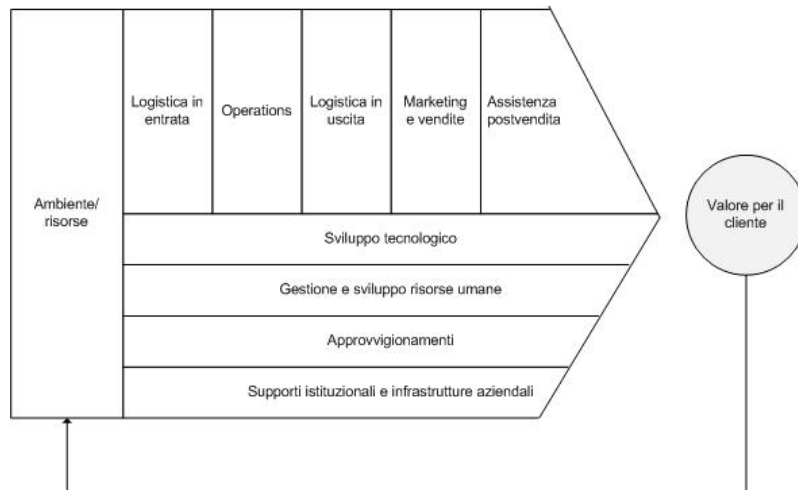 Ambiente/
risorse
Logistica in
entrata
Operations
Logistica in
uscita
Marketing
e vendite
Assistenza
postvendita
Sviluppo tecnologico
Gestione e sviluppo risorse umane
Approvvigionamenti
Supporti istituzionali e infrastrutture aziendali
Valore per il
cliente